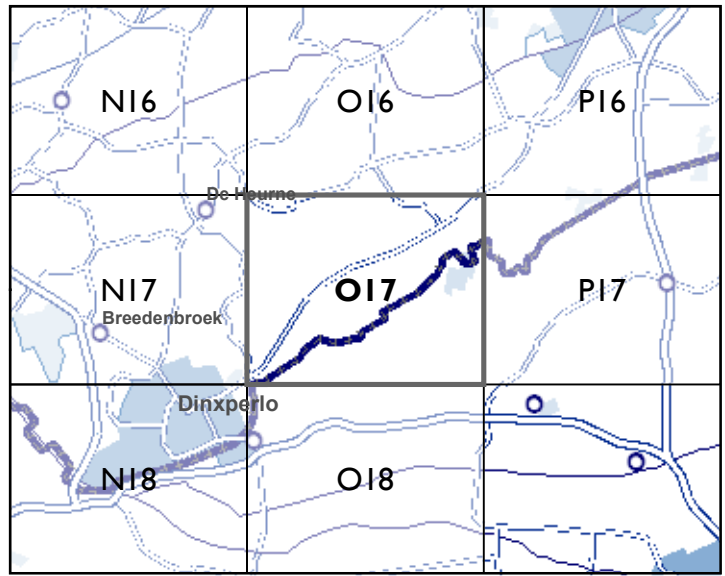 N16
O16
P16
De Heurne
N17
O17
P17
Breedenbroek
Dinxperlo
N18
O18